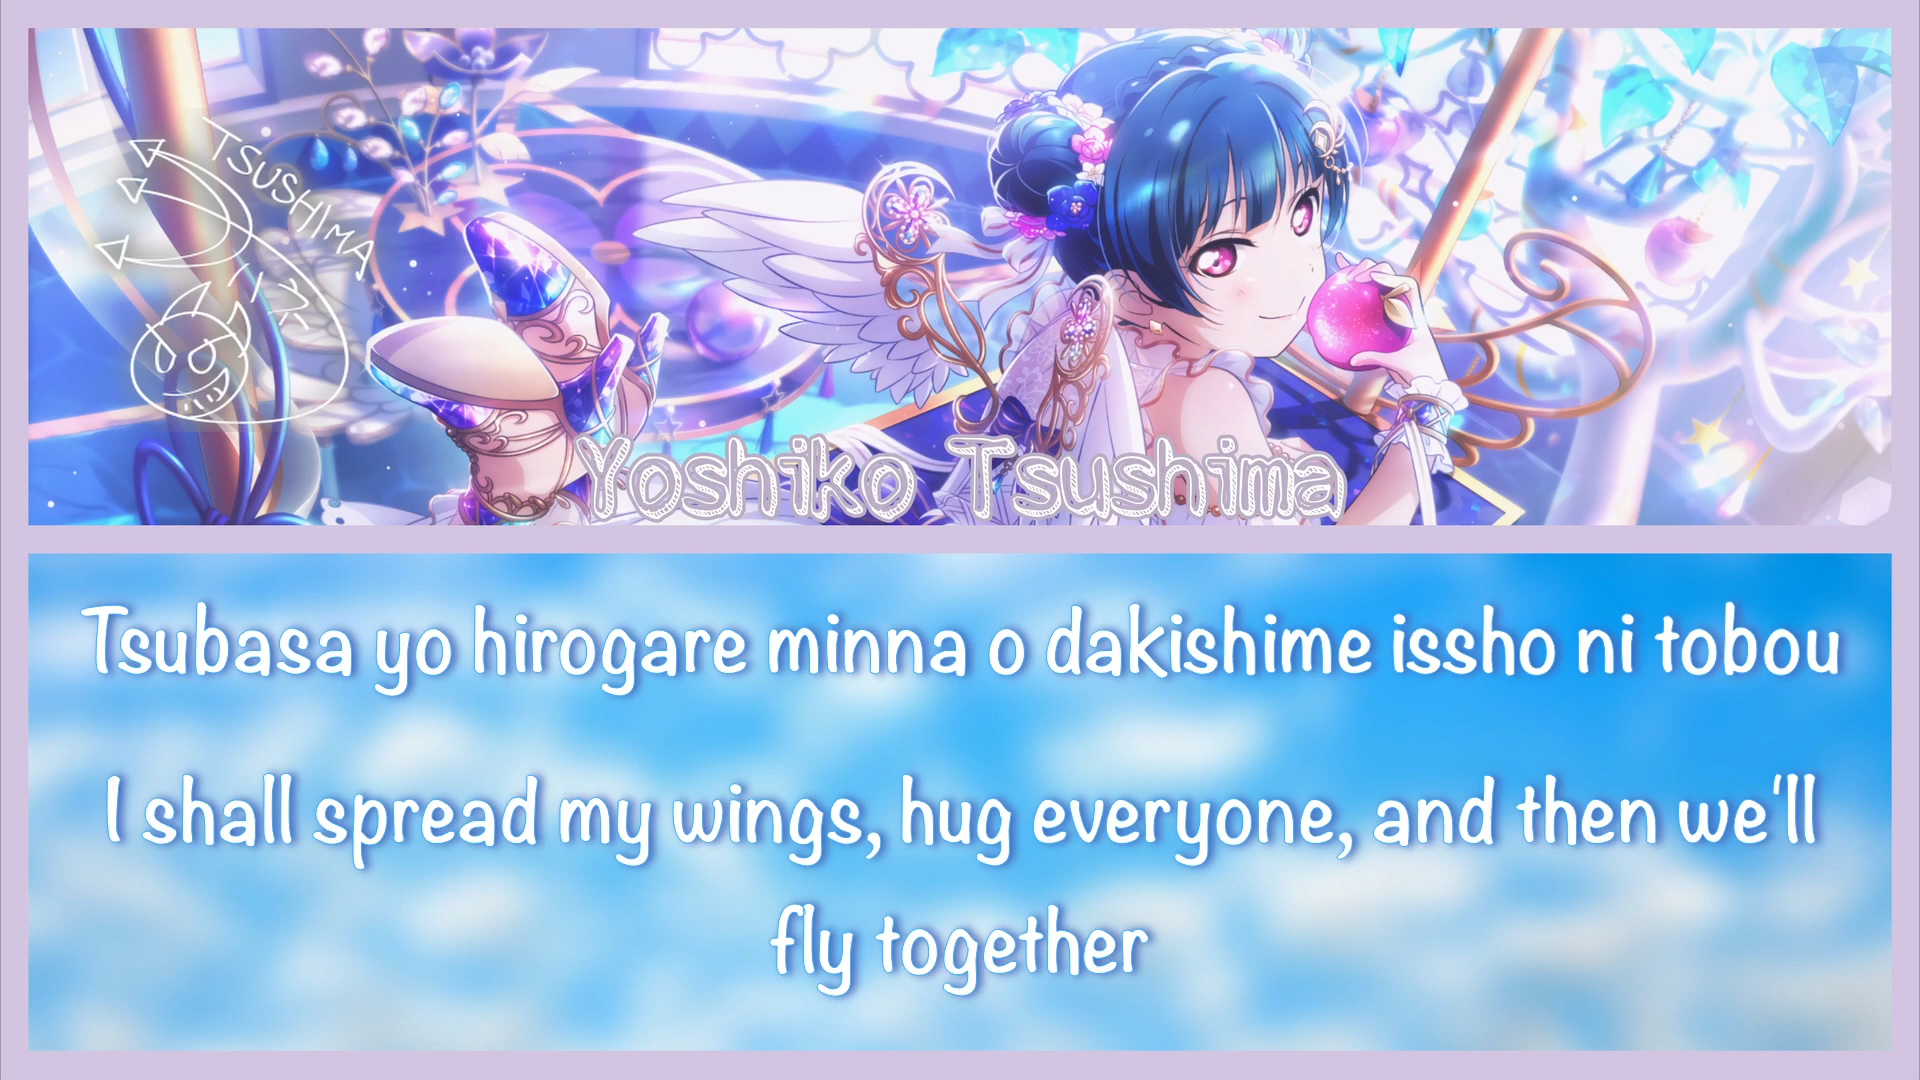 TSUSHIMA
Yoshiko Tsushima
Tsubasa yo hirogare minna o dakishime issho ni tobou
I shall spread my wings, hug everyone, and then we'll
fly together